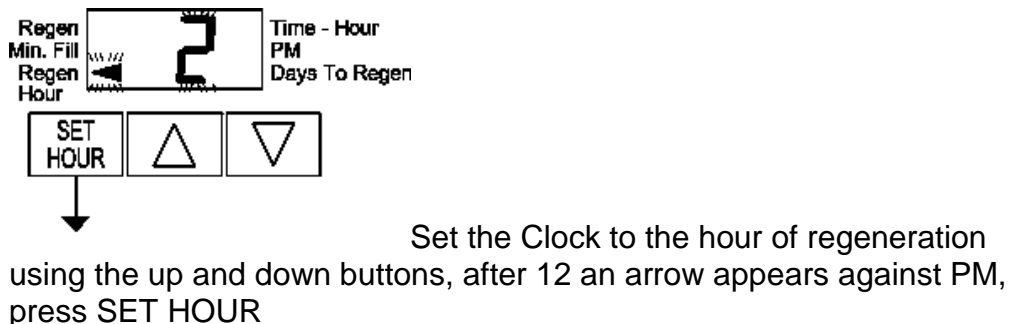 Regen
Min. Fill
Regen
Hour
2
Time - Hour
PM
Days To Regen
SET
HOUR
Set the Clock to the hour of regeneration
using the up and down buttons, after 12 an arrow appears against PM,
press SET HOUR